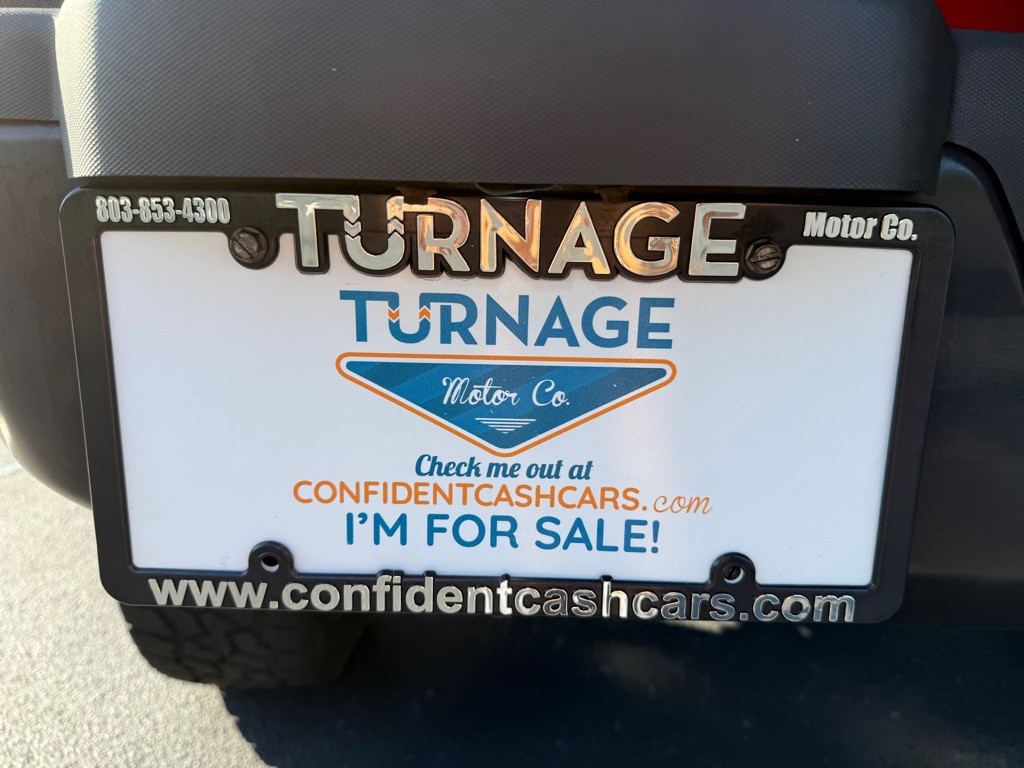 803-853-4300 TURNAGE Motor Co.
TURNAGE
Motor Co.
Check me out at
CONFIDENTCASHCARS.com
I'M FOR SALE!
www.confidentcashcars.com